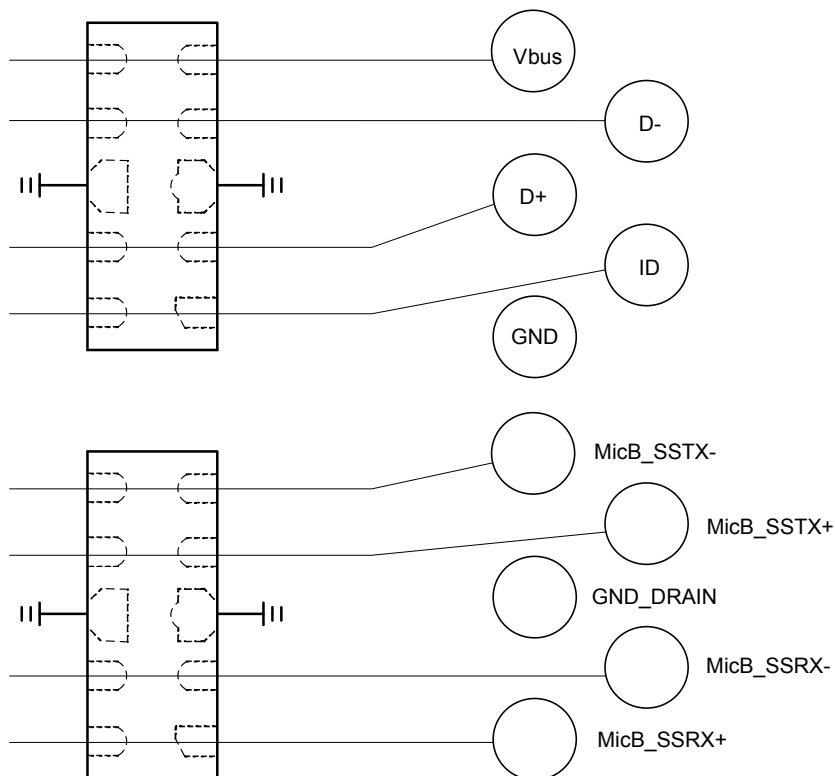 Vbus
D-
D+
ID
GND
MicB_SSTX-
MicB_SSTX+
GND_DRAIN
MicB_SSRX-
MicB_SSRX+